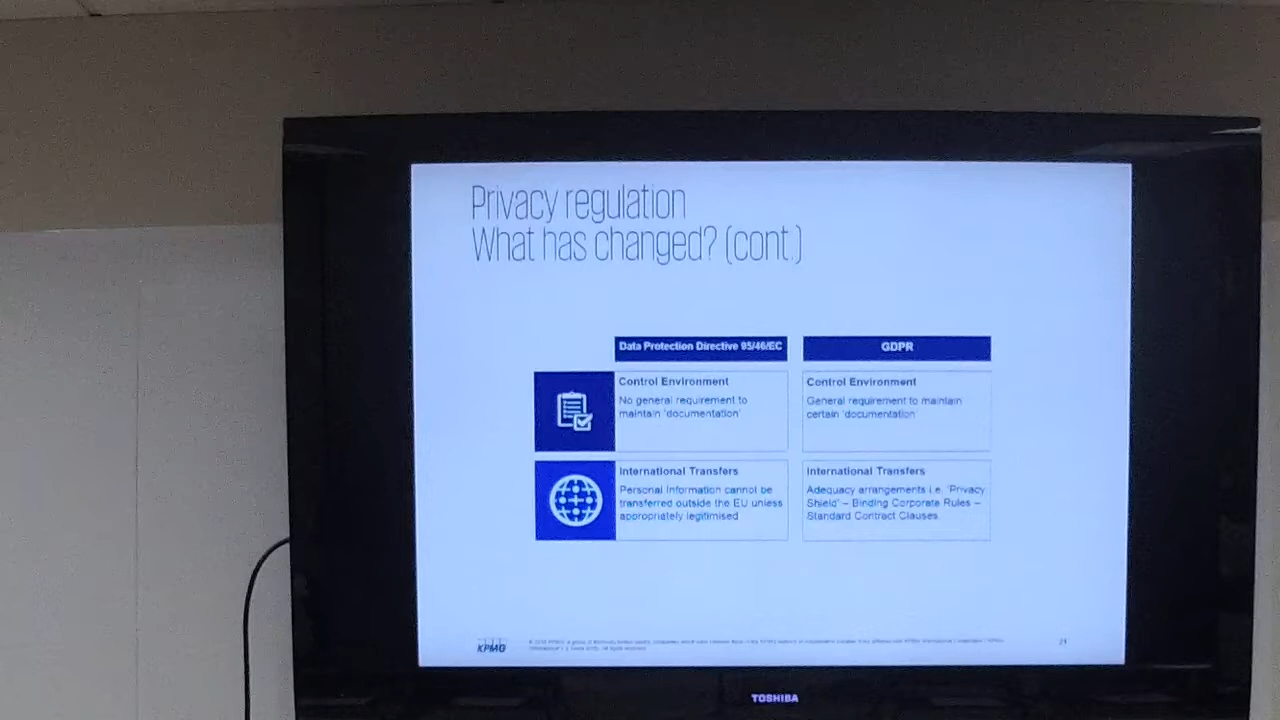 Privacy regulation
What has changed? (cont.)
Data Protection Directive 95/46/EC
GDPR
Control Environment
No general requirement to
maintain 'documentation'
Control Environment
General requirement to maintain
certain 'documentation'
International Transfers
Personal Information cannot be
transferred outside the EU unless
appropriately legitimised
International Transfers
Adequacy arrangements i.e. 'Privacy
Shield' – Binding Corporate Rules –
Standard Contract Clauses
KPMG
TOSHIBA